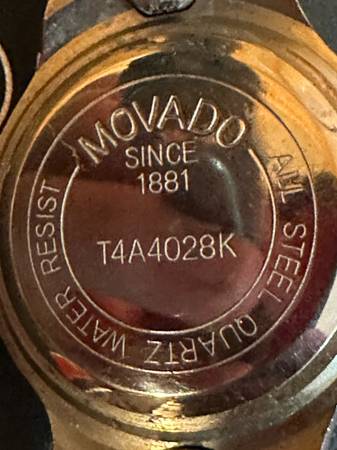 MOVADO
SINCE
1881
T4A4028K
ALL STEEL QUARTZ WATER RESIST